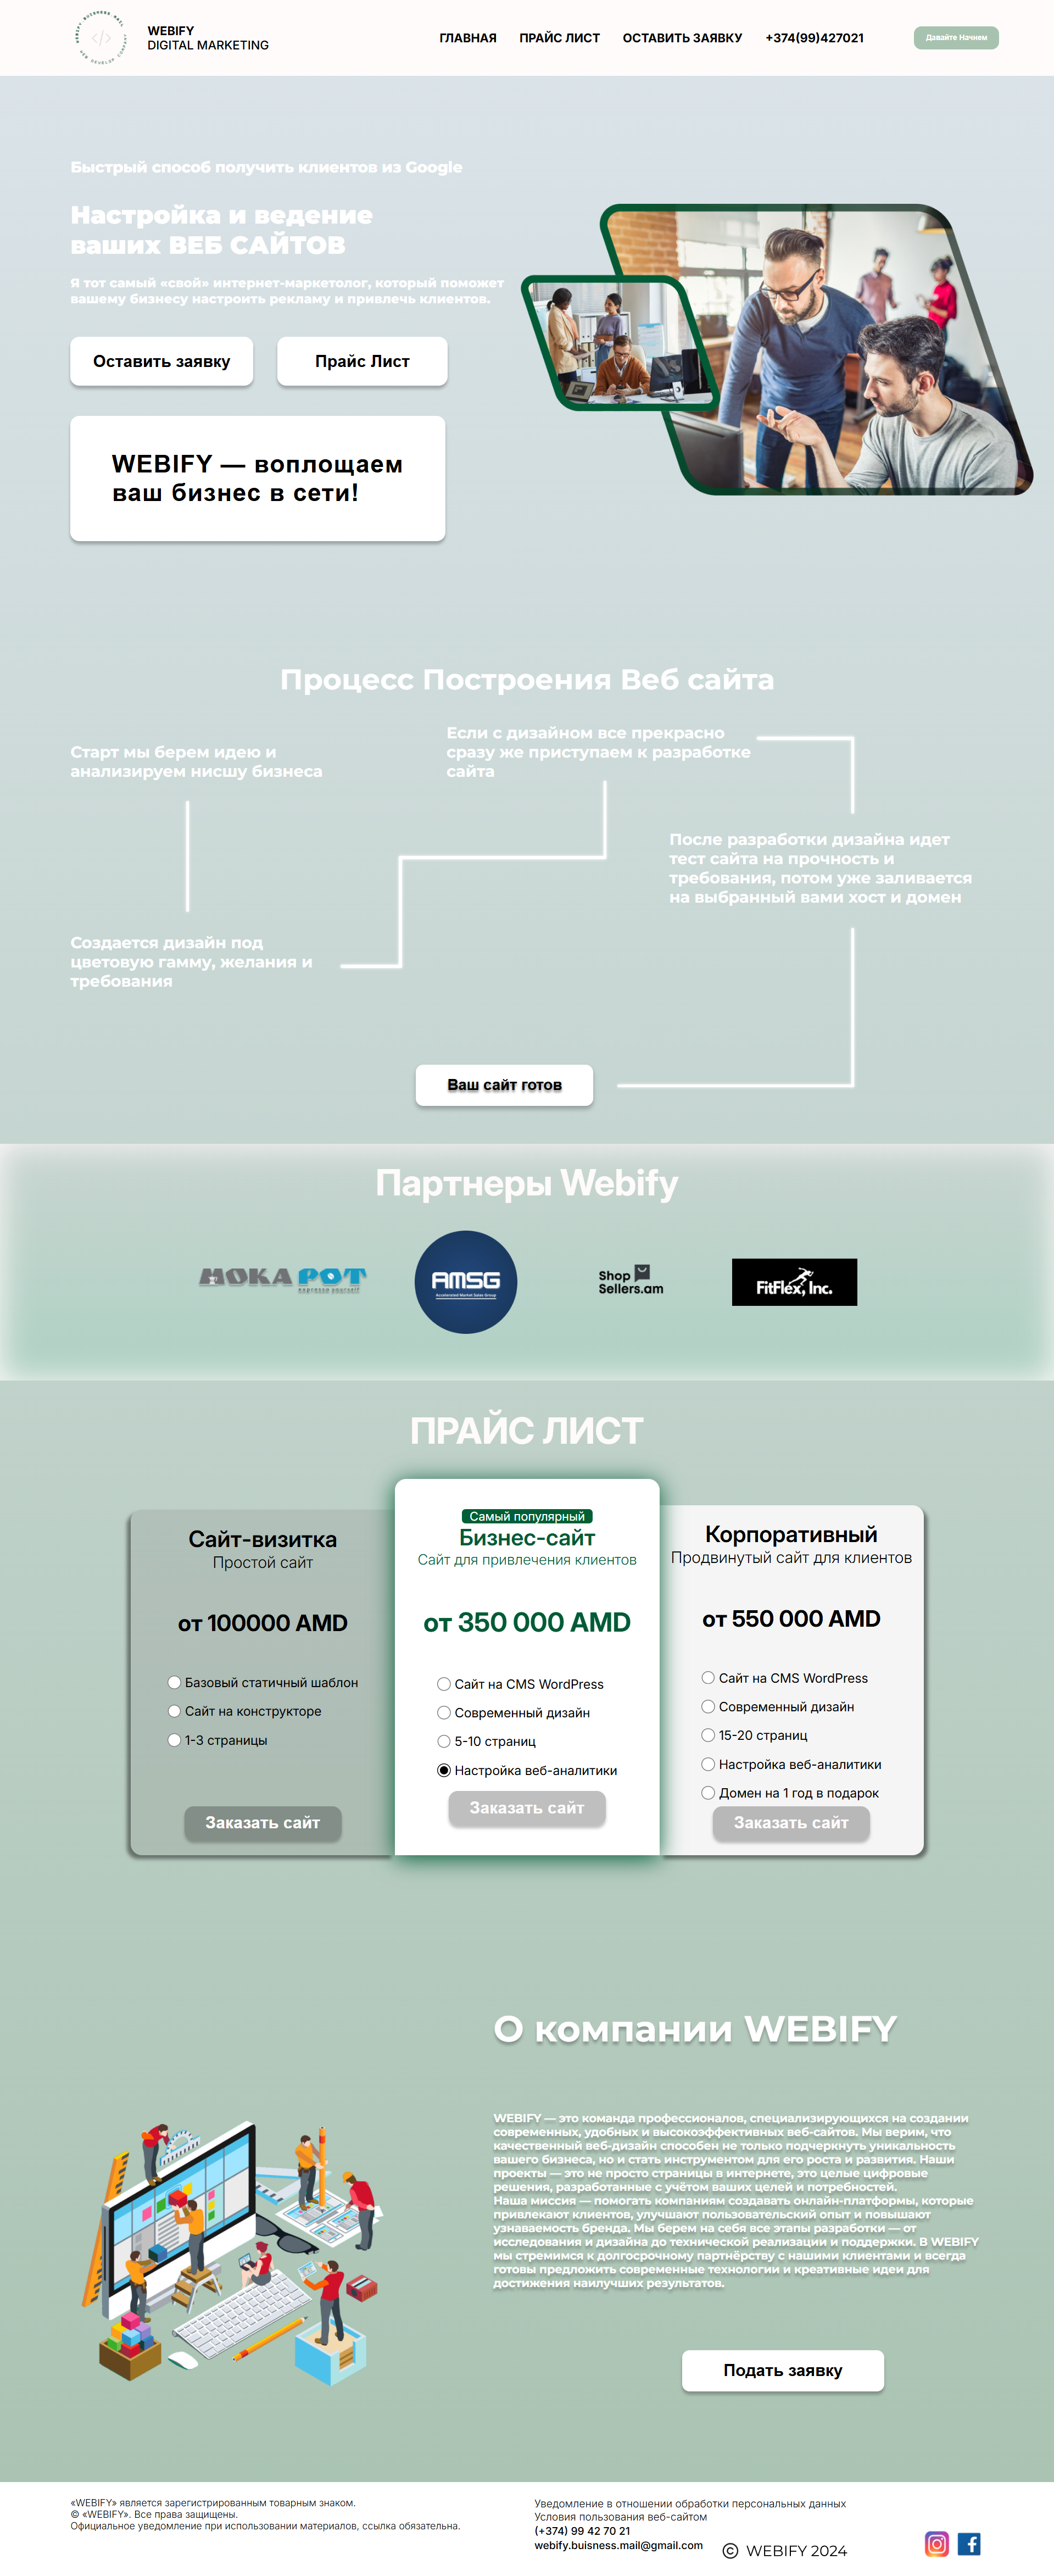 WEBIFY
DIGITAL MARKETING
ГЛАВНАЯ ПРАЙС ЛИСТ ОСТАВИТЬ ЗАЯВКУ +374(99)427021
Давайте Начнем
Быстрый способ получить клиентов из Google
Настройка и ведение
ваших ВЕБ САЙТОВ
Я тот самый «свой» интернет-маркетолог, который поможет
вашему бизнесу настроить рекламу и привлечь клиентов.
Оставить заявку
Прайс Лист
WEBIFY — воплощаем
ваш бизнес в сети!
Процесс Построения Веб сайта
Старт мы берем идею и
анализируем нисшу бизнеса
Если с дизайном все прекрасно
сразу же приступаем к разработке
сайта
После разработки дизайна идет
тест сайта на прочность и
требования, потом уже заливается
на выбранный вами хост и домен
Создается дизайн под
цветовую гамму, желания и
требования
Ваш сайт готов
Партнеры Webify
MOKA POT
espresso yourself
AMSG
Accelerated Market Sales Group
Shop
Sellers.am
FitFlex, Inc.
ПРАЙС ЛИСТ
Сайт-визитка
Простой сайт
от 100000 AMD
Базовый статичный шаблон
Сайт на конструкторе
1-3 страницы
Заказать сайт
Самый популярный
Бизнес-сайт
Сайт для привлечения клиентов
от 350 000 AMD
Сайт на CMS WordPress
Современный дизайн
5-10 страниц
Настройка веб-аналитики
Заказать сайт
Корпоративный
Продвинутый сайт для клиентов
от 550 000 AMD
Сайт на CMS WordPress
Современный дизайн
15-20 страниц
Настройка веб-аналитики
Домен на 1 год в подарок
Заказать сайт
О компании WEBIFY
WEBIFY — это команда профессионалов, специализирующихся на создании
современных, удобных и высокоэффективных веб-сайтов. Мы верим, что
качественный веб-дизайн способен не только подчеркнуть уникальность
вашего бизнеса, но и стать инструментом для его роста и развития. Наши
проекты — это не просто страницы в интернете, это целые цифровые
решения, разработанные с учётом ваших целей и потребностей.
Наша миссия — помогать компаниям создавать онлайн-платформы, которые
привлекают клиентов, улучшают пользовательский опыт и повышают
узнаваемость бренда. Мы берем на себя все этапы разработки — от
исследования и дизайна до технической реализации и поддержки. В WEBIFY
мы стремимся к долгосрочному партнёрству с нашими клиентами и всегда
готовы предложить современные технологии и креативные идеи для
достижения наилучших результатов.
Подать заявку
«WEBIFY» является зарегистрированным товарным знаком.
© «WEBIFY». Все права защищены.
Официальное уведомление при использовании материалов, ссылка обязательна.
Уведомление в отношении обработки персональных данных
Условия пользования веб-сайтом
(+374) 99 42 70 21
webify.buisness.mail@gmail.com
© WEBIFY 2024